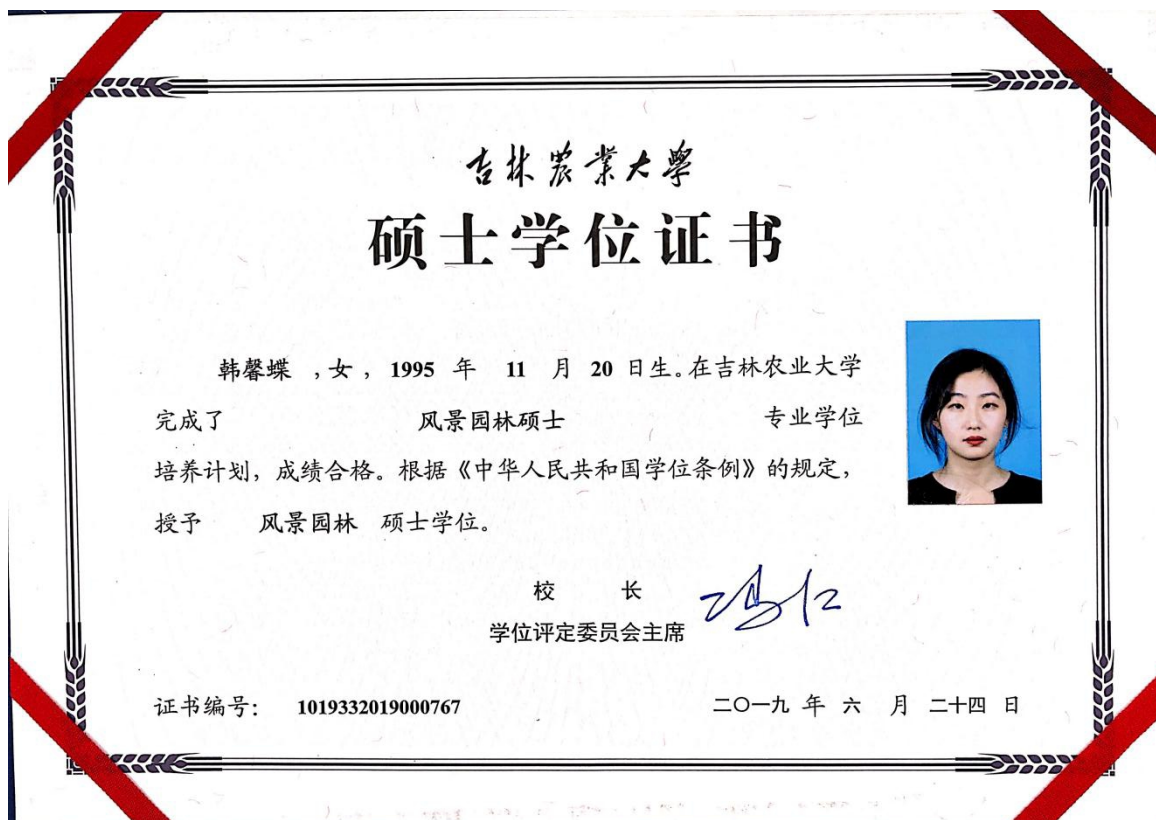 吉林农业大学
硕士学位证书
韩馨蝶 ，女， 1995 年 11 月 20 日生。在吉林农业大学
完成了 风景园林硕士 专业学位
培养计划，成绩合格。根据《中华人民共和国学位条例》的规定，
授予 风景园林 硕士学位。
校 长
学位评定委员会主席
冯仁
证书编号： 1019332019000767
二〇一九 年 六 月 二十四 日